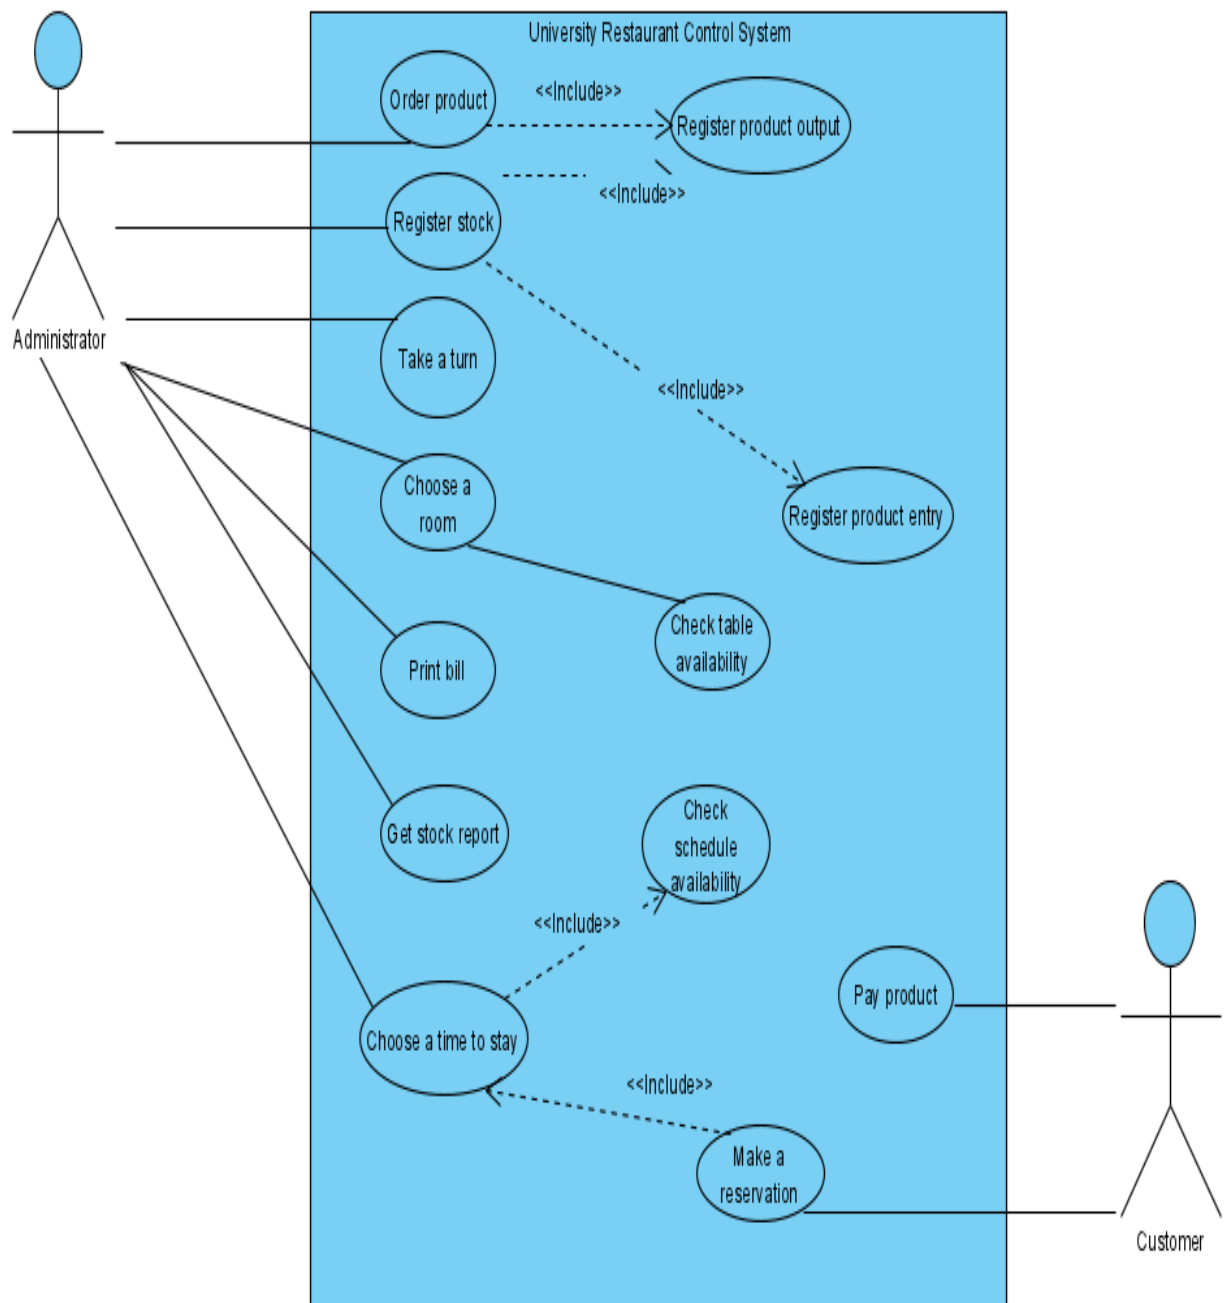 University Restaurant Control System
Order product
<<Include>>
Register product output
<<Include>>
Register stock
Administrator
Take a turn
<<Include>>
Choose a
room
Register product entry
Check table
availability
Print bill
Get stock report
Check
schedule
availability
<<Include>>
Pay product
Choose a time to stay
<<Include>>
Make a
reservation
Customer